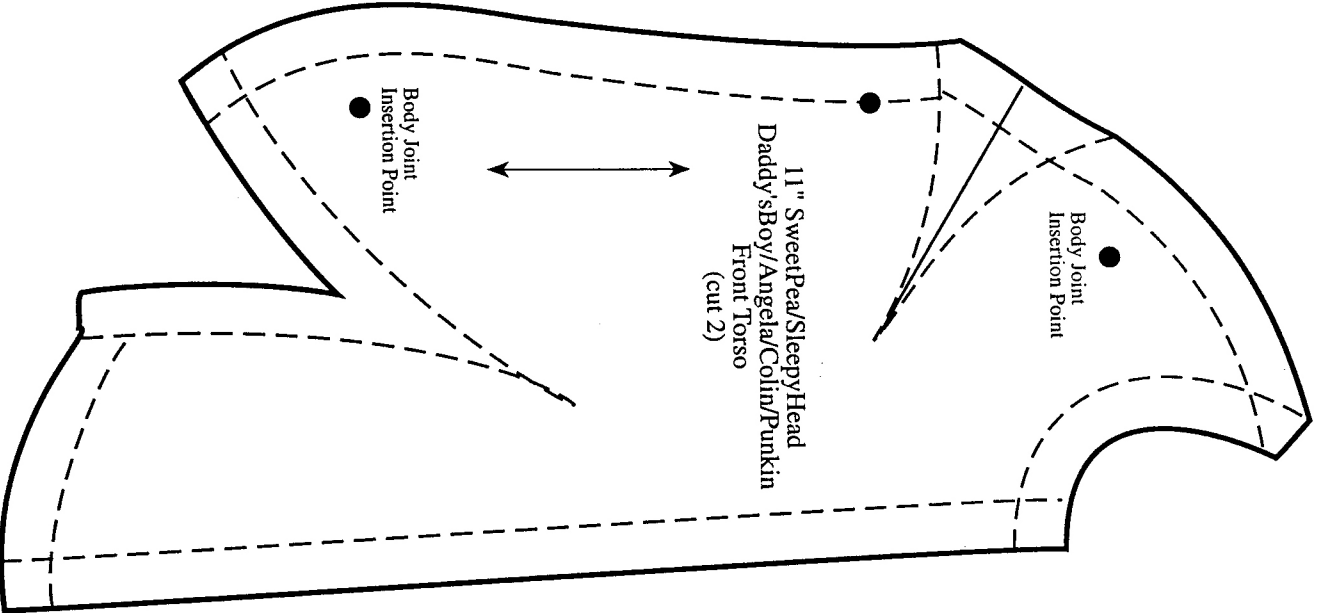 Body Joint
Insertion Point
11" SweetPea/SleepyHead
Daddy'sBoy/Angela/Colin/Punkin
Front Torso
(cut 2)
Body Joint
Insertion Point